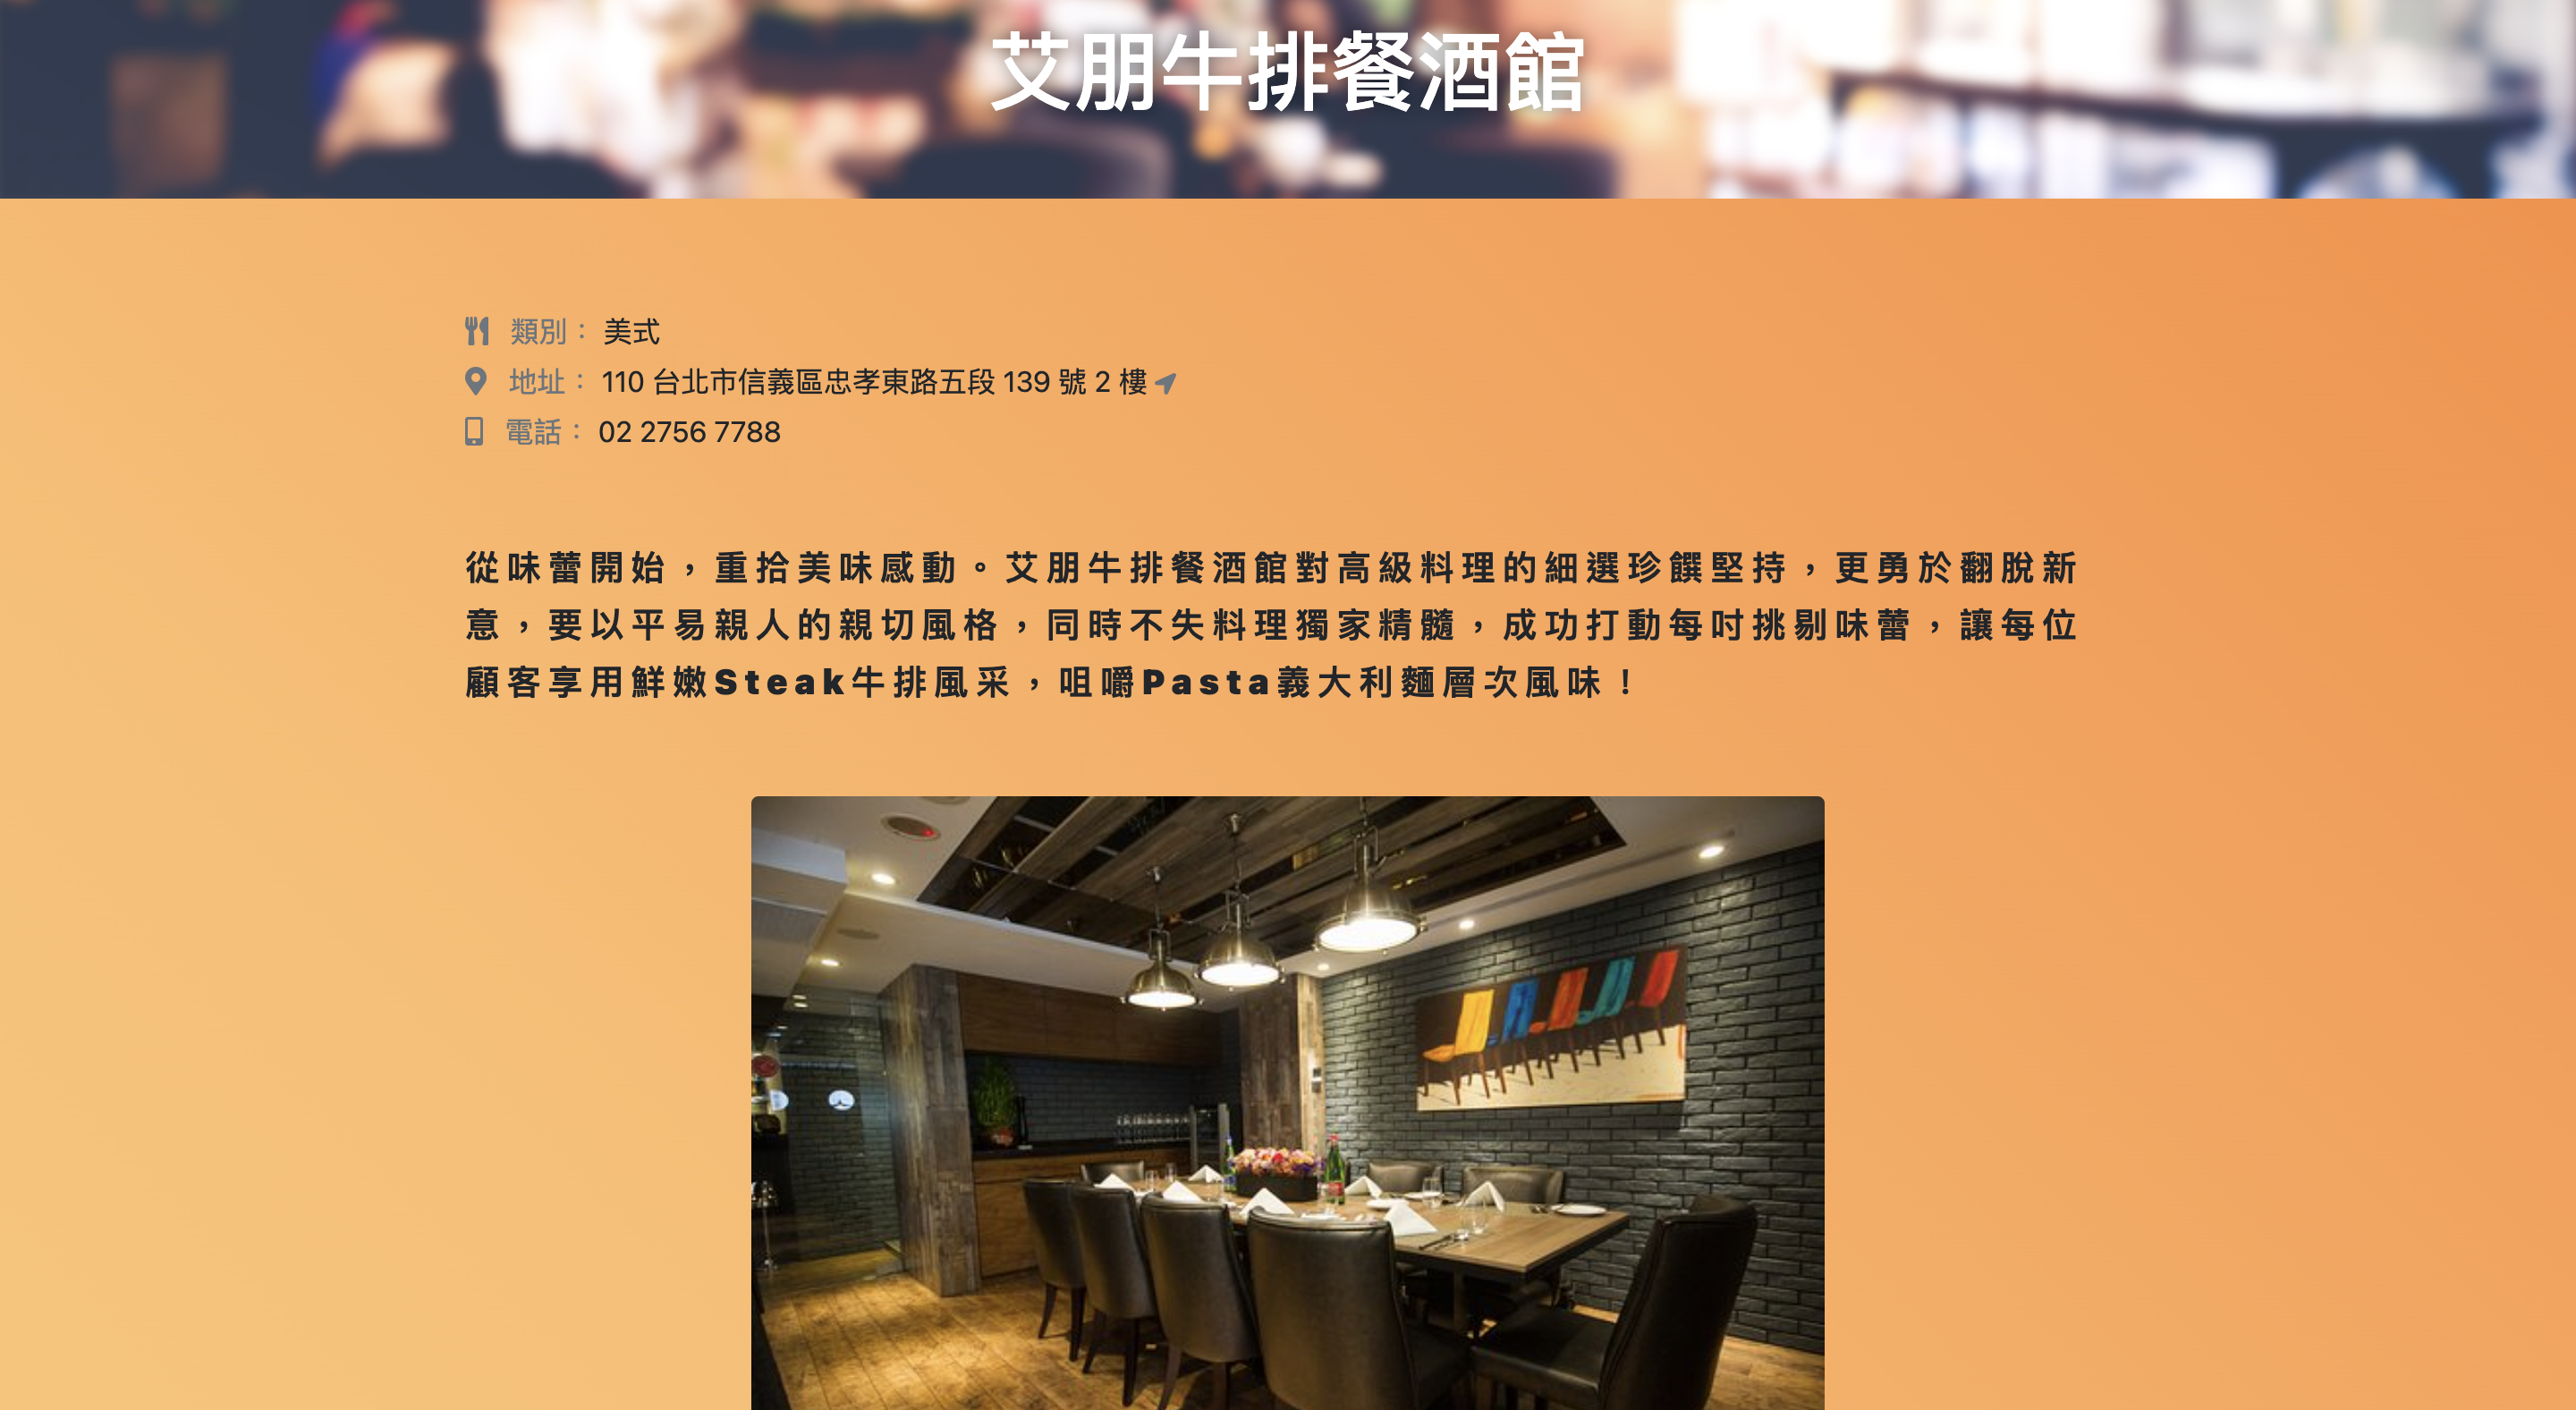 艾朋牛排餐酒館
類別： 美式
地址： 110 台北市信義區忠孝東路五段 139 號 2 樓
電話： 02 2756 7788
從味蕾開始，重拾美味感動。艾朋牛排餐酒館對高級料理的細選珍饌堅持，更勇於翻脫新
意，要以平易親人的親切風格，同時不失料理獨家精髓，成功打動每吋挑剔味蕾，讓每位
顧客享用鮮嫩Steak牛排風采，咀嚼Pasta義大利麵層次風味！